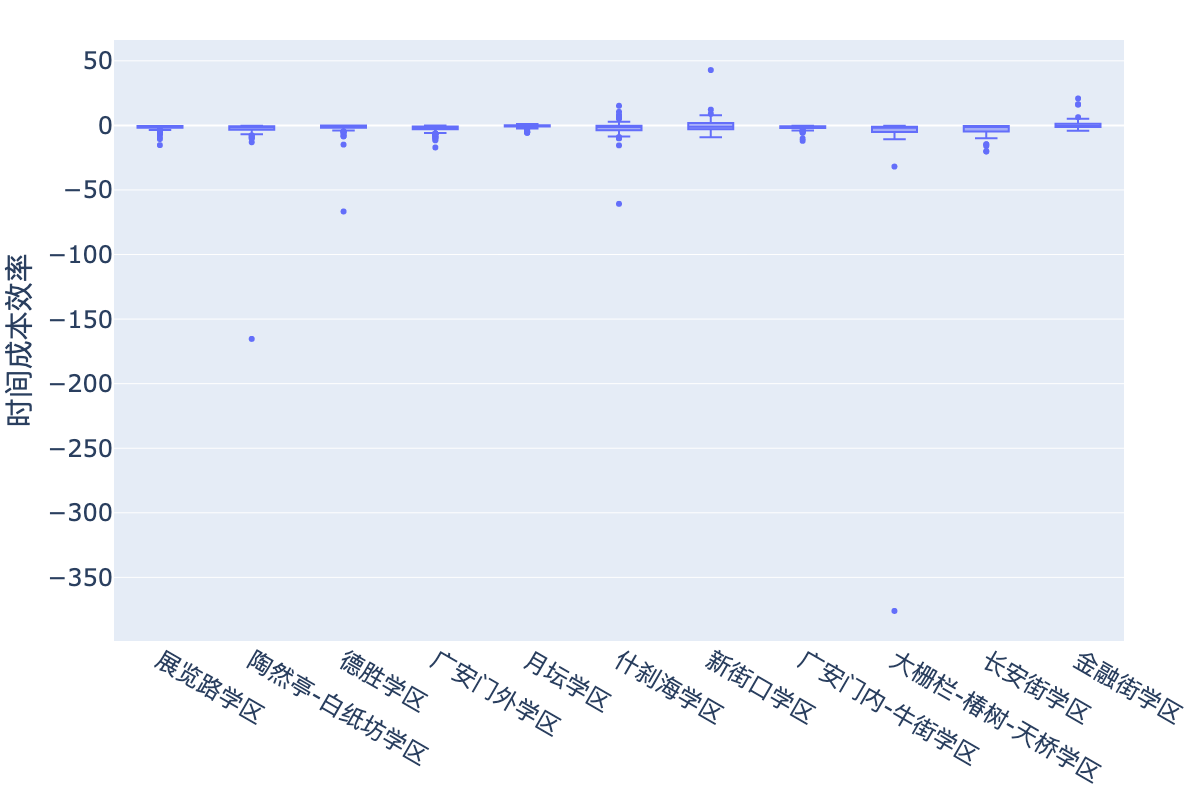 时间成本效率
50
0
−50
−100
−150
−200
−250
−300
−350
展览路学区
陶然亭-白纸坊学区
德胜学区
广安门外学区
月坛学区
什刹海学区
新街口学区
广安门内-牛街学区
大栅栏-椿树-天桥学区
长安街学区
金融街学区